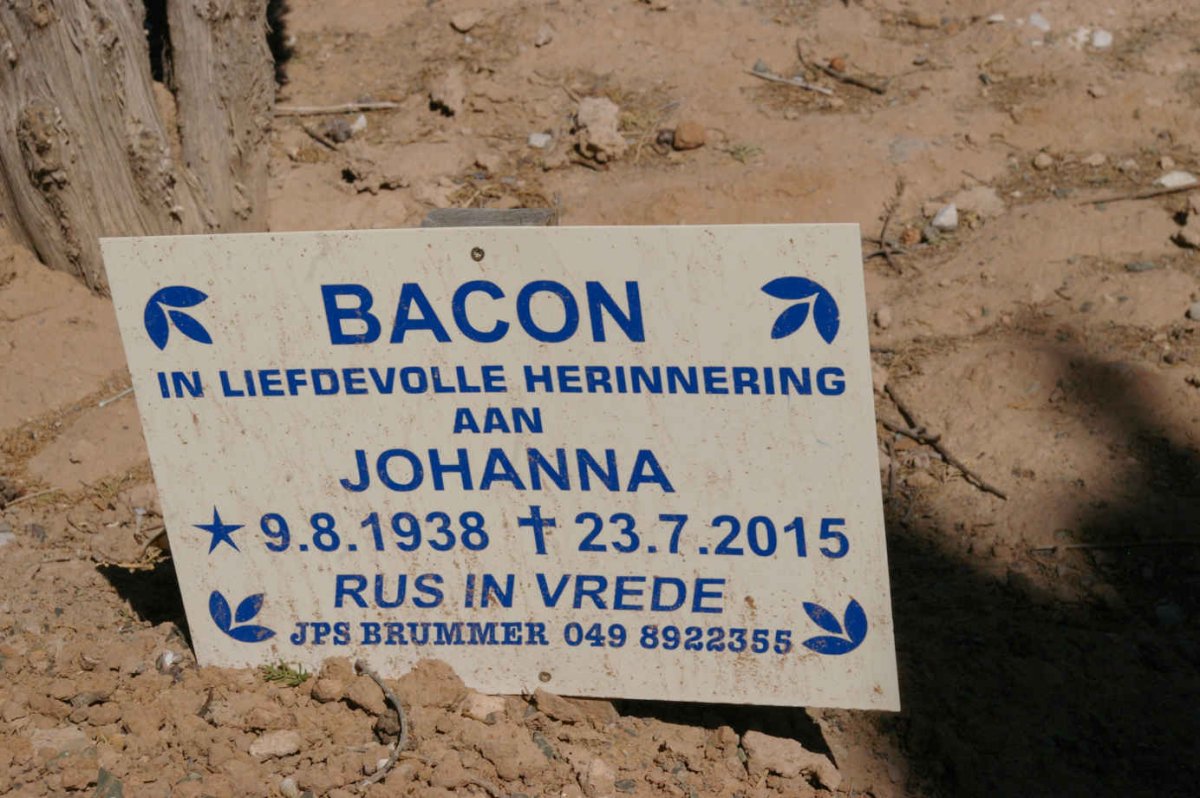 BACON
IN LIEFDEVOLLE HERINNERING
AAN
JOHANNA
★ 9.8.1938 ✝ 23.7.2015
RUS IN VREDE
JPS BRUMMER 049 8922355